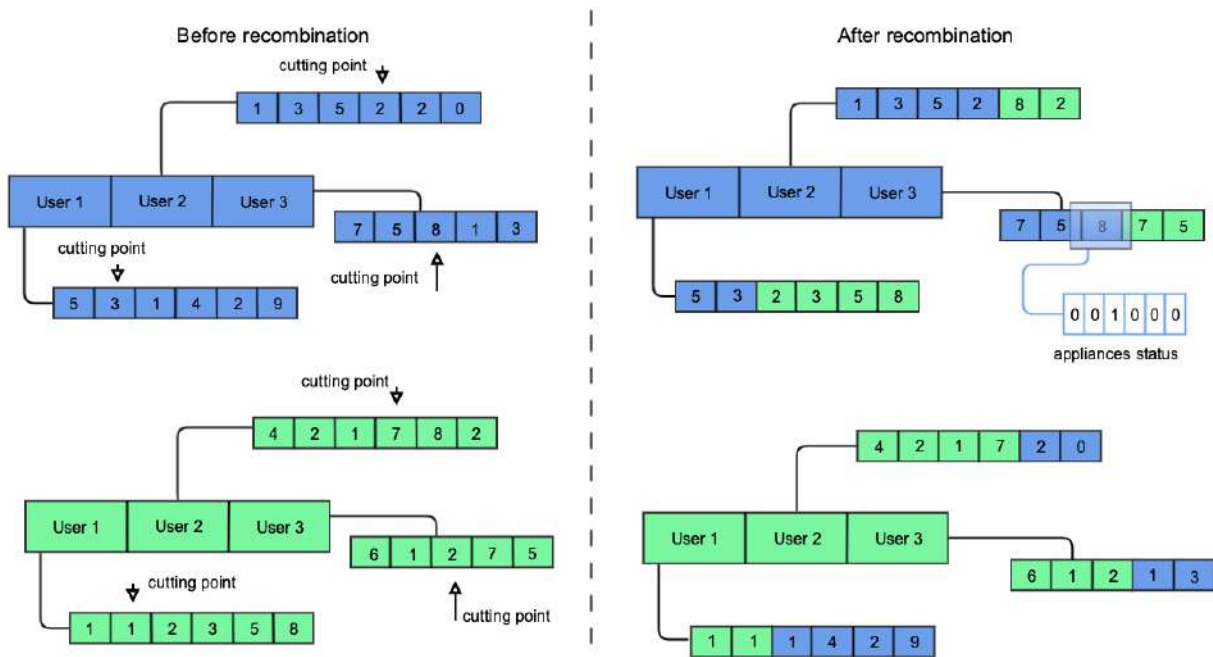 Before recombination
cutting point
1 3 5 2 2 0
User 1 User 2 User 3
7 5 8 1 3
cutting point
cutting point
5 3 1 4 2 9
cutting point
4 2 1 7 8 2
User 1 User 2 User 3
6 1 2 7 5
cutting point
cutting point
1 1 2 3 5 8
After recombination
1 3 5 2 8 2
User 1 User 2 User 3
7 5 8 7 5
5 3 2 3 5 8
0 0 1 0 0 0
appliances status
4 2 1 7 2 0
User 1 User 2 User 3
6 1 2 1 3
1 1 1 4 2 9